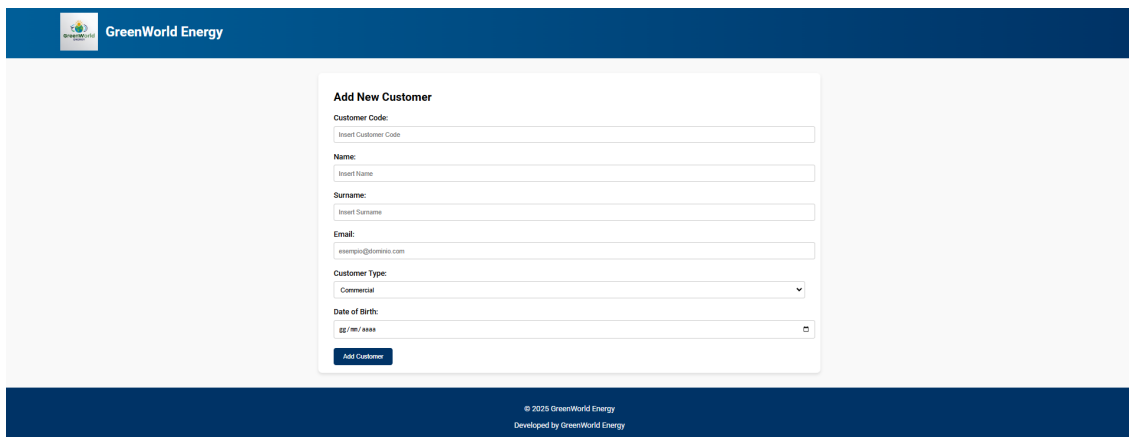 GreenWorld
ENERGY
GreenWorld Energy
Add New Customer
Customer Code:
Insert Customer Code
Name:
Insert Name
Surname:
Insert Surname
Email:
esempio@dominio.com
Customer Type:
Commercial
Date of Birth:
gg/mm/aaaa
Add Customer
© 2025 GreenWorld Energy
Developed by GreenWorld Energy